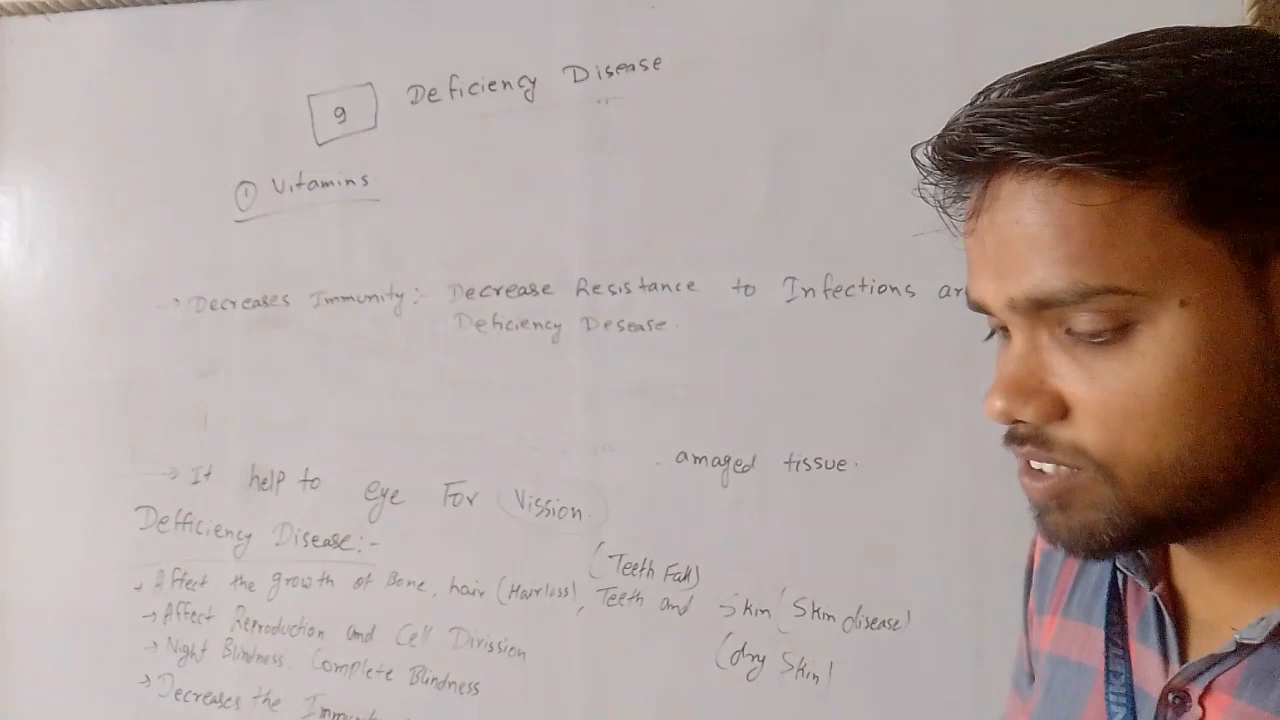 9 Deficiency Disease
1 Vitamins
→ Decreases Immunity:- Decrease Resistance to Infections
Deficiency Desease.
amaged tissue.
→ It help to eye For Vission.
Defficiency Disease:-
(Teeth Fall)
→ Affect the growth of Bone, hair (Hairloss), Teeth and Skin (Skin disease)
(dry Skin)
→ Affect Reproduction and Cell Divission
→ Night Blindness. Complete Blindness
→ Decreases the